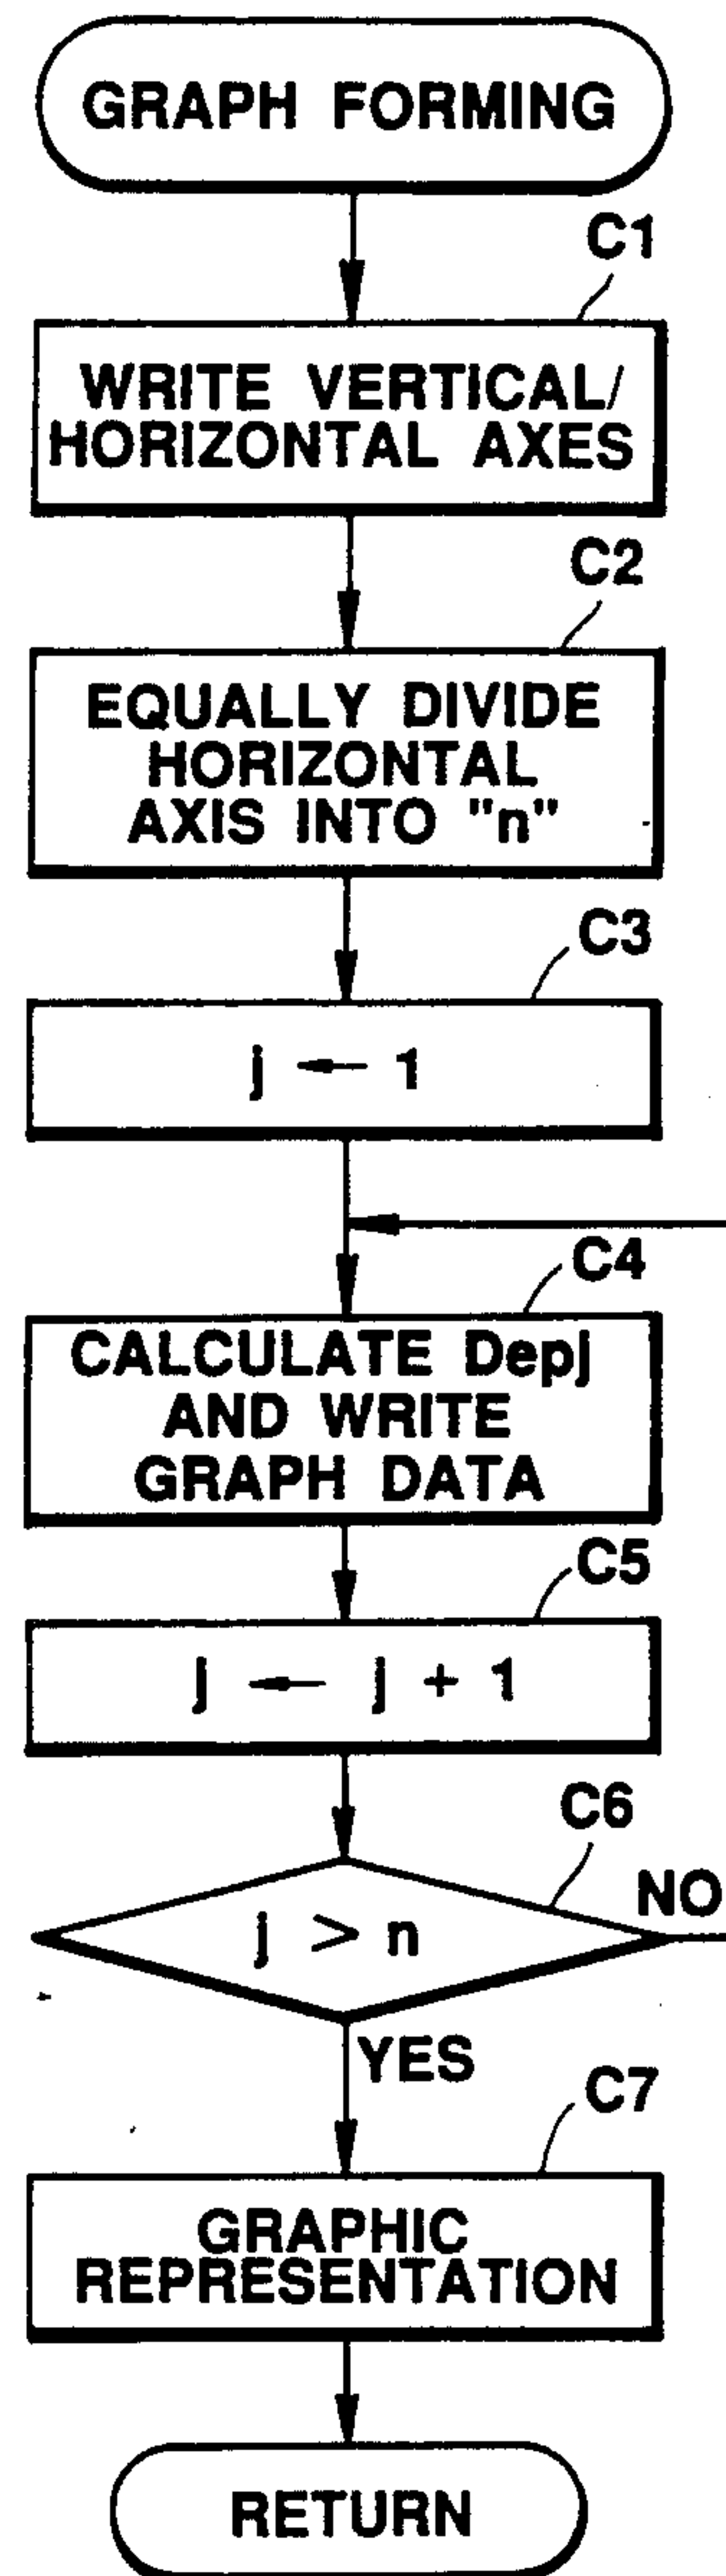 GRAPH FORMING
C1
WRITE VERTICAL/
HORIZONTAL AXES
C2
EQUALLY DIVIDE
HORIZONTAL
AXIS INTO "n"
C3
j ← 1
C4
CALCULATE Depj
AND WRITE
GRAPH DATA
C5
j ← j + 1
C6
j > n
NO
YES
C7
GRAPHIC
REPRESENTATION
RETURN